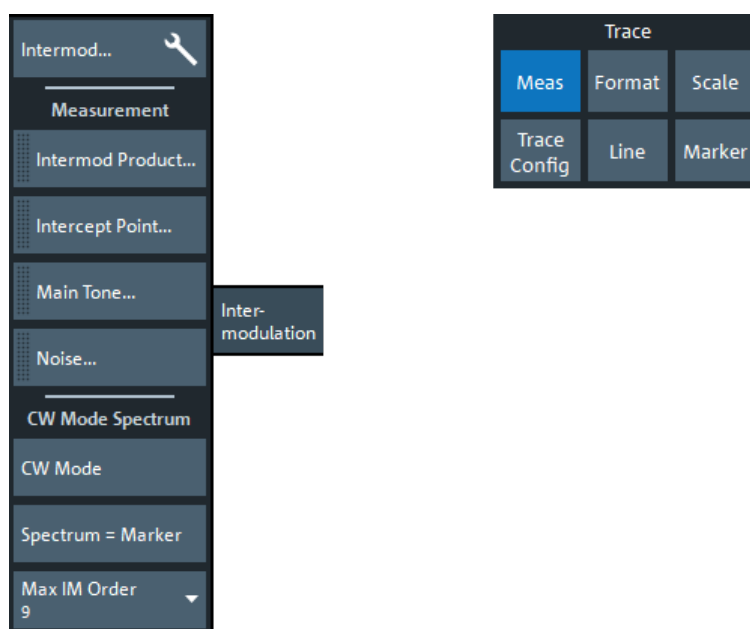 Intermod...
Measurement
Intermod Product...
Intercept Point...
Main Tone...
Noise...
CW Mode Spectrum
CW Mode
Spectrum = Marker
Max IM Order
9
Inter-
modulation
Trace
Meas Format Scale
Trace
Config
Line
Marker